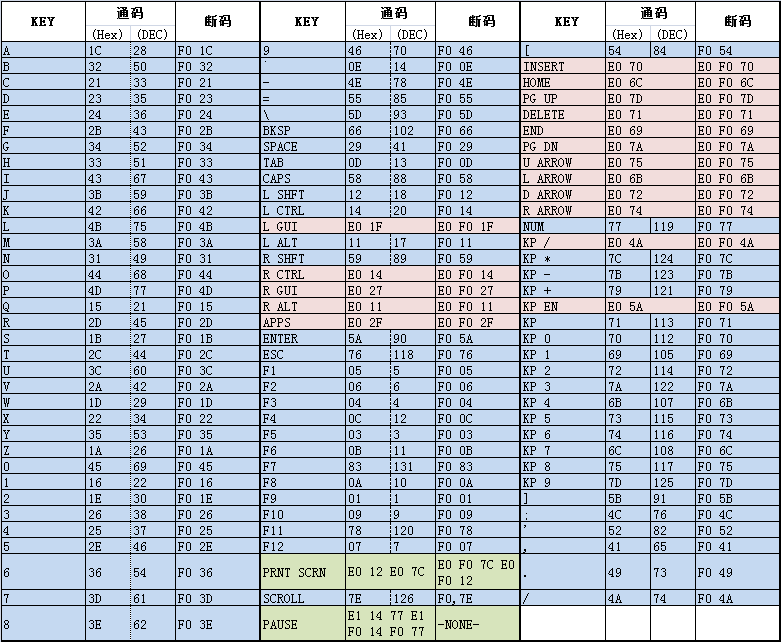 KEY 通码 断码 KEY 通码 断码 KEY 通码 断码
(Hex) (DEC) (Hex) (DEC) (Hex) (DEC)
A 1C 28 F0 1C 9 46 70 F0 46 [ 54 84 F0 54
B 32 50 F0 32 ` 0E 14 F0 0E INSERT E0 70 E0 F0 70
C 21 33 F0 21 - 4E 78 F0 4E HOME E0 6C E0 F0 6C
D 23 35 F0 23 = 55 85 F0 55 PG UP E0 7D E0 F0 7D
E 24 36 F0 24 \ 5D 93 F0 5D DELETE E0 71 E0 F0 71
F 2B 43 F0 2B BKSP 66 102 F0 66 END E0 69 E0 F0 69
G 34 52 F0 34 SPACE 29 41 F0 29 PG DN E0 7A E0 F0 7A
H 33 51 F0 33 TAB 0D 13 F0 0D U ARROW E0 75 E0 F0 75
I 43 67 F0 43 CAPS 58 88 F0 58 L ARROW E0 6B E0 F0 6B
J 3B 59 F0 3B L SHFT 12 18 F0 12 D ARROW E0 72 E0 F0 72
K 42 66 F0 42 L CTRL 14 20 F0 14 R ARROW E0 74 E0 F0 74
L 4B 75 F0 4B L GUI E0 1F E0 F0 1F NUM 77 119 F0 77
M 3A 58 F0 3A L ALT 11 17 F0 11 KP / E0 4A E0 F0 4A
N 31 49 F0 31 R SHFT 59 89 F0 59 KP * 7C 124 F0 7C
O 44 68 F0 44 R CTRL E0 14 E0 F0 14 KP - 7B 123 F0 7B
P 4D 77 F0 4D R GUI E0 27 E0 F0 27 KP + 79 121 F0 79
Q 15 21 F0 15 R ALT E0 11 E0 F0 11 KP EN E0 5A E0 F0 5A
R 2D 45 F0 2D APPS E0 2F E0 F0 2F KP 71 113 F0 71
S 1B 27 F0 1B ENTER 5A 90 F0 5A KP 0 70 112 F0 70
T 2C 44 F0 2C ESC 76 118 F0 76 KP 1 69 105 F0 69
U 3C 60 F0 3C F1 05 5 F0 05 KP 2 72 114 F0 72
V 2A 42 F0 2A F2 06 6 F0 06 KP 3 7A 122 F0 7A
W 1D 29 F0 1D F3 04 4 F0 04 KP 4 6B 107 F0 6B
X 22 34 F0 22 F4 0C 12 F0 0C KP 5 73 115 F0 73
Y 35 53 F0 35 F5 03 3 F0 03 KP 6 74 116 F0 74
Z 1A 26 F0 1A F6 0B 11 F0 0B KP 7 6C 108 F0 6C
0 45 69 F0 45 F7 83 131 F0 83 KP 8 75 117 F0 75
1 16 22 F0 16 F8 0A 10 F0 0A KP 9 7D 125 F0 7D
2 1E 30 F0 1E F9 01 1 F0 01 ] 5B 91 F0 5B
3 26 38 F0 26 F10 09 9 F0 09 ; 4C 76 F0 4C
4 25 37 F0 25 F11 78 120 F0 78 ' 52 82 F0 52
5 2E 46 F0 2E F12 07 7 F0 07 , 41 65 F0 41
6 36 54 F0 36 PRNT SCRN E0 12 E0 7C E0 F0 7C E0
F0 12 . 49 73 F0 49
7 3D 61 F0 3D SCROLL 7E 126 F0,7E / 4A 74 F0 4A
8 3E 62 F0 3E PAUSE E1 14 77 E1
F0 14 F0 77 -NONE-